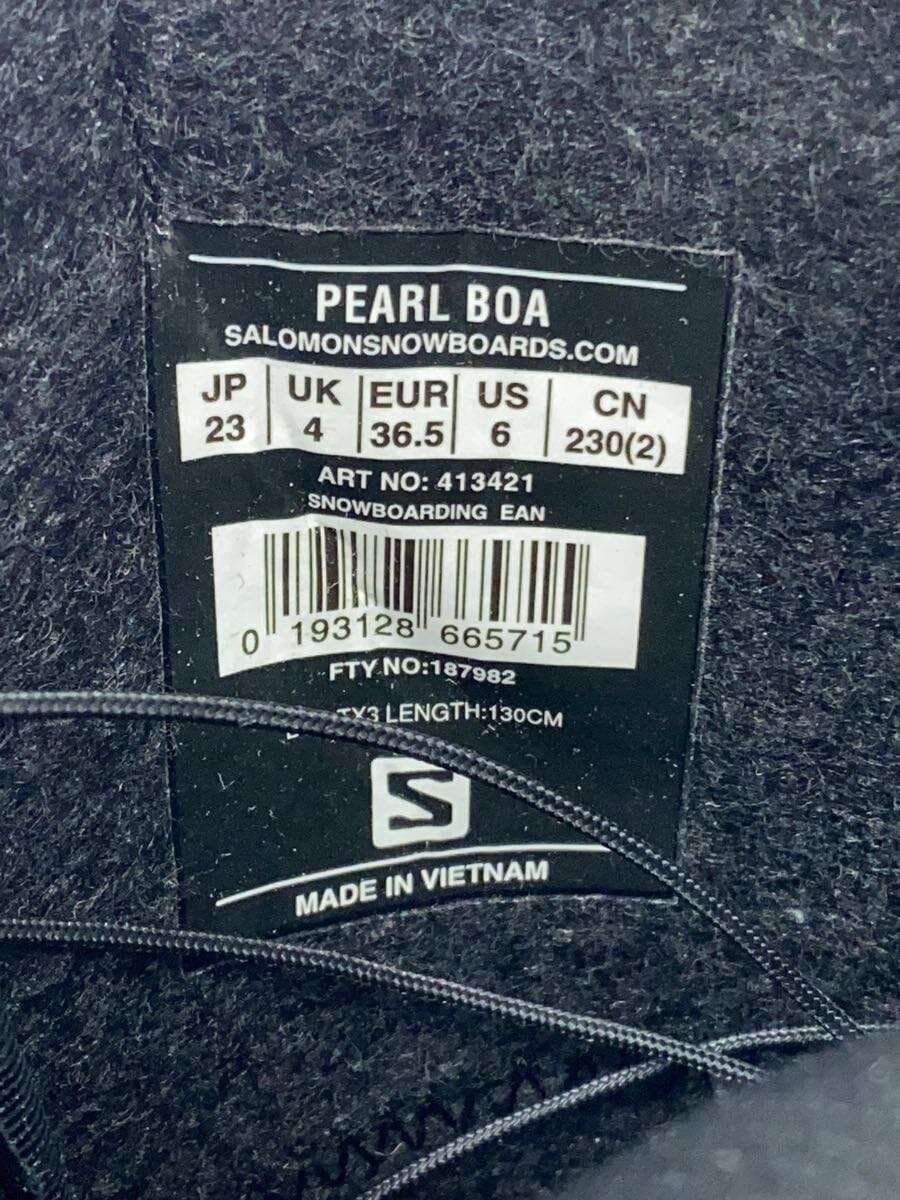 PEARL BOA
SALOMONSNOWBOARDS.COM
JP UK EUR US CN
23 4 36.5 6 230(2)
ART NO: 413421
SNOWBOARDING EAN
0 193128 665715
FTY NO:187982
TX3 LENGTH:130CM
S
MADE IN VIETNAM